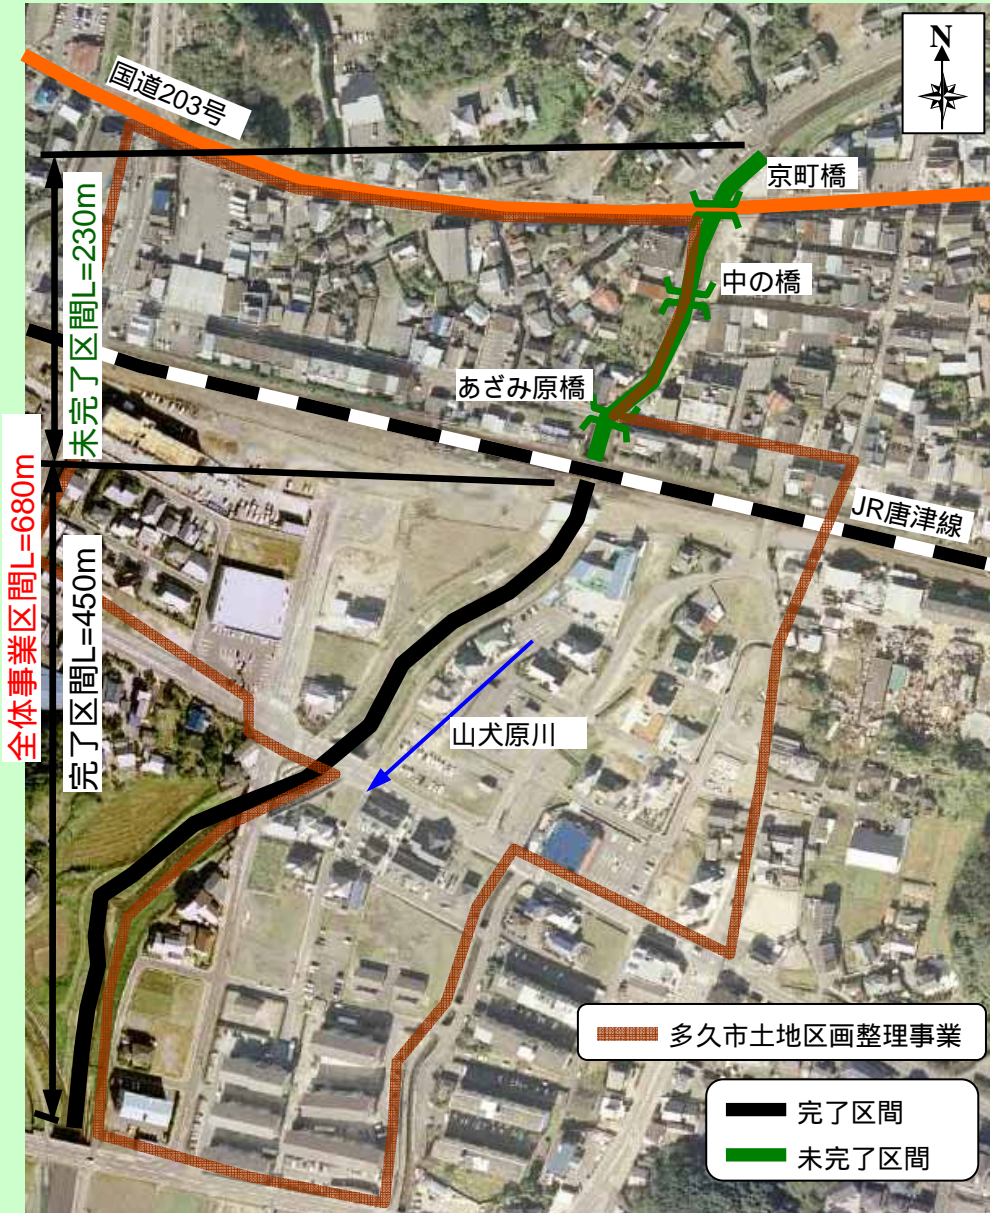 N
国道203号
京町橋
未完了区間L=230m
中の橋
あざみ原橋
JR唐津線
全体事業区間L=680m
完了区間L=450m
山犬原川
多久市土地区画整理事業
完了区間
未完了区間